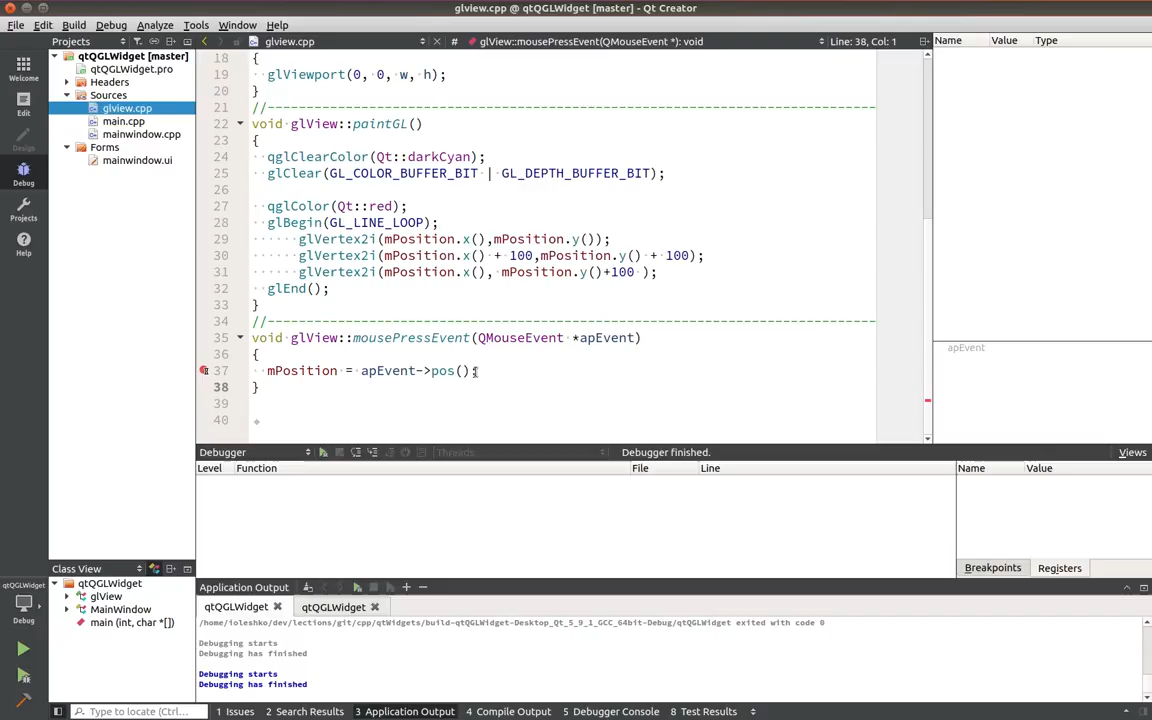 glview.cpp @ qtQGLWidget [master] - Qt Creator
File Edit Build Debug Analyze Tools Window Help
Projects
glview.cpp
#
glView::mousePressEvent(QMouseEvent *): void
Line: 38, Col: 1
Name Value Type
Welcome
Edit
Design
Debug
Projects
Help
qtQGLWidget [master]
qtQGLWidget.pro
Headers
Sources
glview.cpp
main.cpp
mainwindow.cpp
Forms
mainwindow.ui
18 {
19 glViewport(0, 0, w, h);
20 }
21 //------------------------------------------------------------------------------
22 void glView::paintGL()
23 {
24 qglClearColor(Qt::darkCyan);
25 glClear(GL_COLOR_BUFFER_BIT | GL_DEPTH_BUFFER_BIT);
26
27 qglColor(Qt::red);
28 glBegin(GL_LINE_LOOP);
29 glVertex2i(mPosition.x(),mPosition.y());
30 glVertex2i(mPosition.x() + 100,mPosition.y() + 100);
31 glVertex2i(mPosition.x(), mPosition.y()+100 );
32 glEnd();
33 }
34 //------------------------------------------------------------------------------
35 void glView::mousePressEvent(QMouseEvent *apEvent)
36 {
37 mPosition = apEvent->pos();
38 }
39
40
apEvent
Debugger
Threads:
Debugger finished.
Views
Level Function File Line
Name Value
Breakpoints Registers
Class View
qtQGLWidget
glView
MainWindow
main (int, char *[])
qtQGLWidget
Debug
Application Output
qtQGLWidget
qtQGLWidget
/home/ioleshko/dev/lections/git/cpp/qtWidgets/build-qtQGLWidget-Desktop_Qt_5_9_1_GCC_64bit-Debug/qtQGLWidget exited with code 0
Debugging starts
Debugging has finished
Debugging starts
Debugging has finished
Type to locate (Ctrl...
1 Issues
2 Search Results
3 Application Output
4 Compile Output
5 Debugger Console
8 Test Results